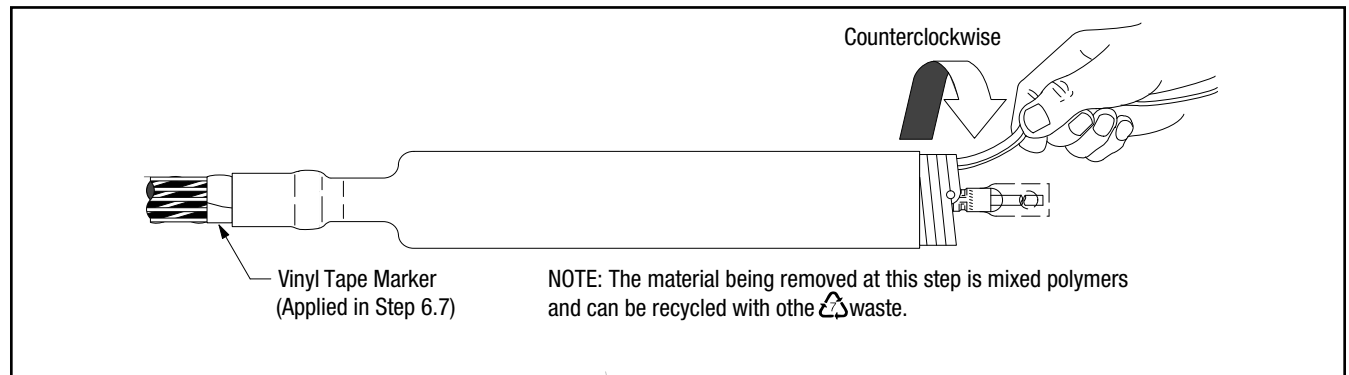 Counterclockwise
Vinyl Tape Marker
(Applied in Step 6.7)
NOTE: The material being removed at this step is mixed polymers
and can be recycled with othe 7 waste.